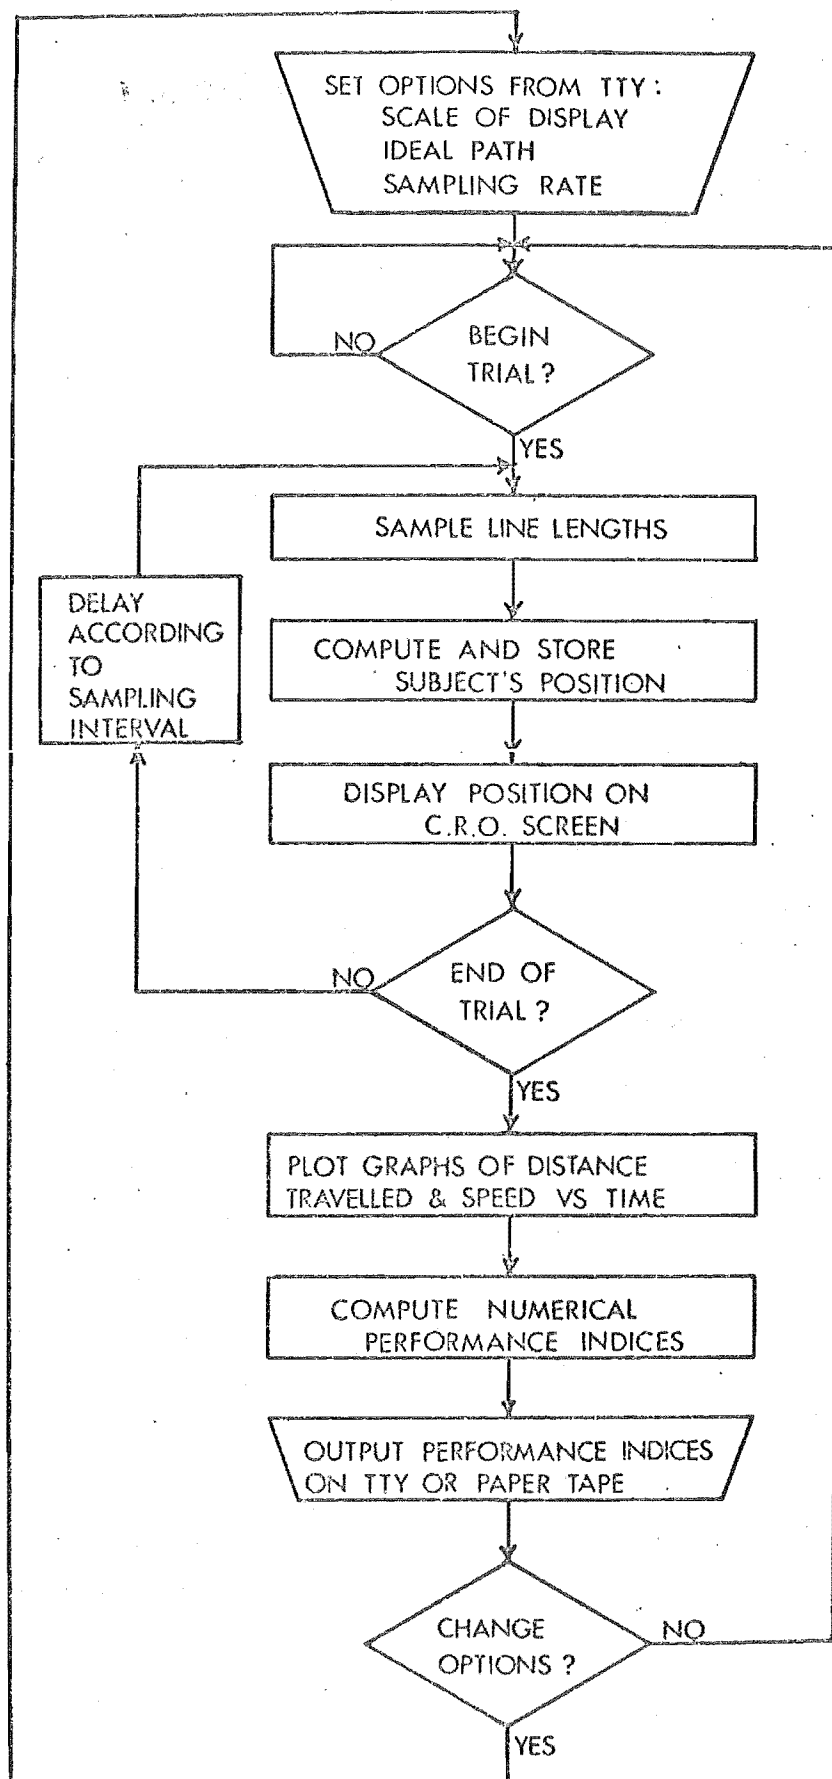 SET OPTIONS FROM TTY:
SCALE OF DISPLAY
IDEAL PATH
SAMPLING RATE
BEGIN
TRIAL?
NO
YES
SAMPLE LINE LENGTHS
DELAY
ACCORDING
TO
SAMPLING
INTERVAL
COMPUTE AND STORE
SUBJECT'S POSITION
DISPLAY POSITION ON
C.R.O. SCREEN
END OF
TRIAL?
NO
YES
PLOT GRAPHS OF DISTANCE
TRAVELLED & SPEED VS TIME
COMPUTE NUMERICAL
PERFORMANCE INDICES
OUTPUT PERFORMANCE INDICES
ON TTY OR PAPER TAPE
CHANGE
OPTIONS?
NO
YES